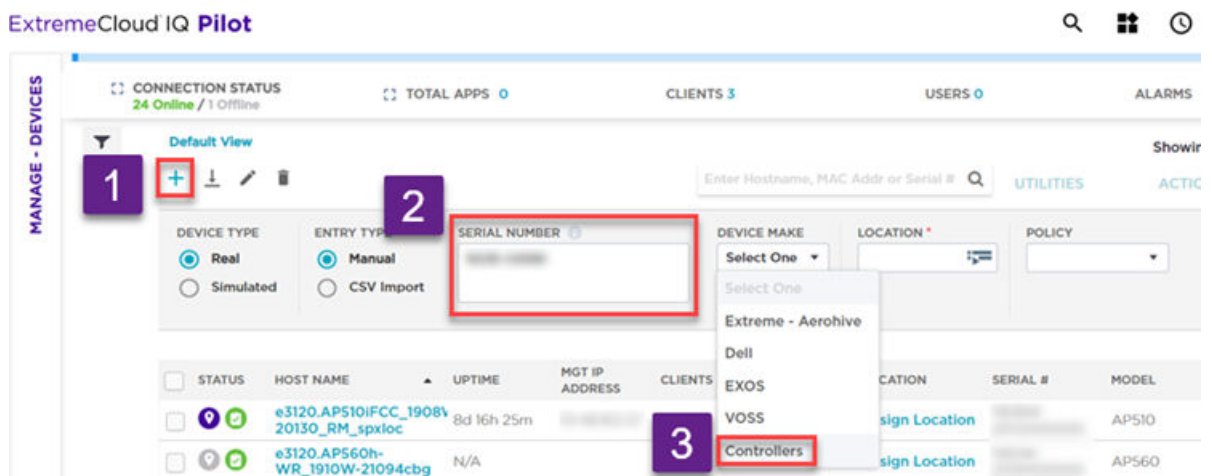 ExtremeCloud IQ Pilot
MANAGE - DEVICES
CONNECTION STATUS
24 Online / 1 Offline
TOTAL APPS 0
CLIENTS 3
USERS 0
ALARMS
Default View
Showin
1
2
Enter Hostname, MAC Addr or Serial #
UTILITIES
ACTIO
DEVICE TYPE
Real
Simulated
ENTRY TYPE
Manual
CSV Import
SERIAL NUMBER
DEVICE MAKE
Select One
Select One
Extreme - Aerohive
Dell
EXOS
VOSS
Controllers
3
LOCATION *
POLICY
STATUS HOST NAME UPTIME MGT IP ADDRESS CLIENTS CATION SERIAL # MODEL
e3120.AP510iFCC_1908W
20130_RM_spxloc
8d 16h 25m
sign Location
AP510
e3120.AP560h-
WR_1910W-21094cbg
N/A
sign Location
AP560